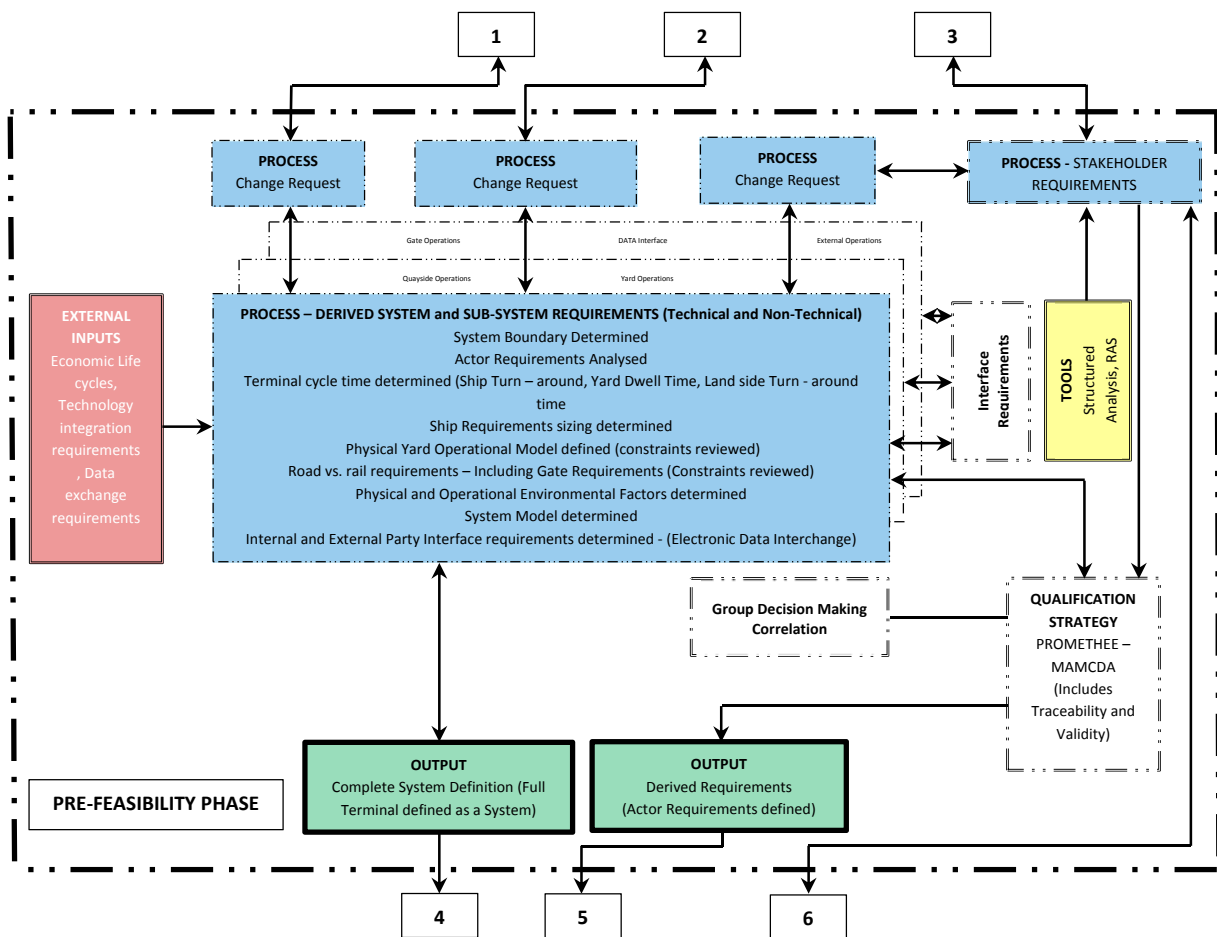 1
2
3
PROCESS
Change Request
PROCESS
Change Request
PROCESS
Change Request
PROCESS - STAKEHOLDER
REQUIREMENTS
Gate Operations
DATA Interface
External Operations
Quayside Operations
Yard Operations
EXTERNAL
INPUTS
Economic Life
cycles,
Technology
integration
requirements
, Data
exchange
requirements
PROCESS – DERIVED SYSTEM and SUB-SYSTEM REQUIREMENTS (Technical and Non-Technical)
System Boundary Determined
Actor Requirements Analysed
Terminal cycle time determined (Ship Turn – around, Yard Dwell Time, Land side Turn - around
time
Ship Requirements sizing determined
Physical Yard Operational Model defined (constraints reviewed)
Road vs. rail requirements – Including Gate Requirements (Constraints reviewed)
Physical and Operational Environmental Factors determined
System Model determined
Internal and External Party Interface requirements determined - (Electronic Data Interchange)
Interface
Requirements
TOOLS
Structured
Analysis, RAS
Group Decision Making
Correlation
QUALIFICATION
STRATEGY
PROMETHEE –
MAMCDA
(Includes
Traceability and
Validity)
OUTPUT
Complete System Definition (Full
Terminal defined as a System)
OUTPUT
Derived Requirements
(Actor Requirements defined)
PRE-FEASIBILITY PHASE
4
5
6